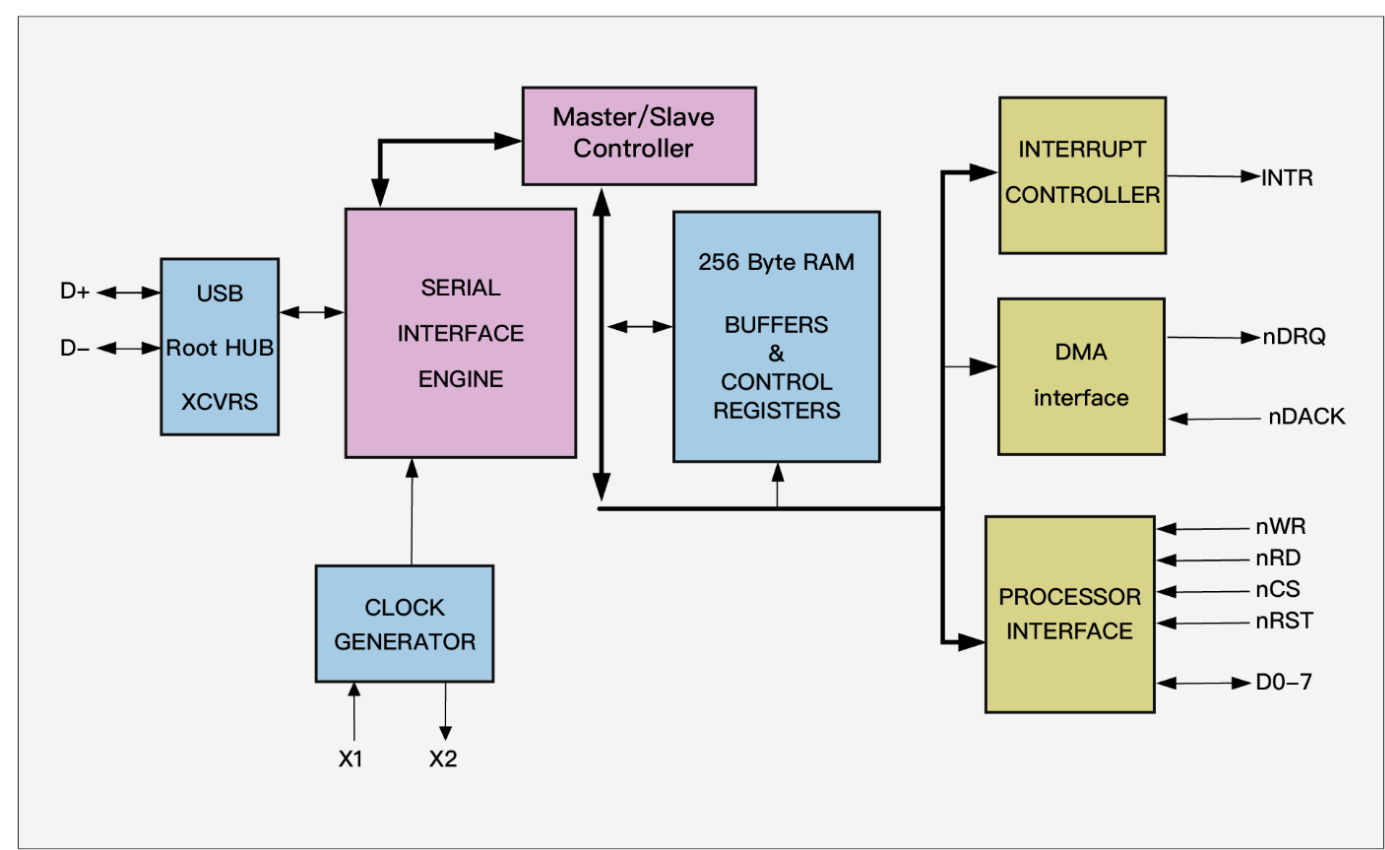 Master/Slave
Controller
INTERRUPT
CONTROLLER
INTR
D+
D−
USB
Root HUB
XCVRS
SERIAL
INTERFACE
ENGINE
256 Byte RAM
BUFFERS
&
CONTROL
REGISTERS
DMA
interface
nDRQ
nDACK
CLOCK
GENERATOR
X1
X2
PROCESSOR
INTERFACE
nWR
nRD
nCS
nRST
D0−7